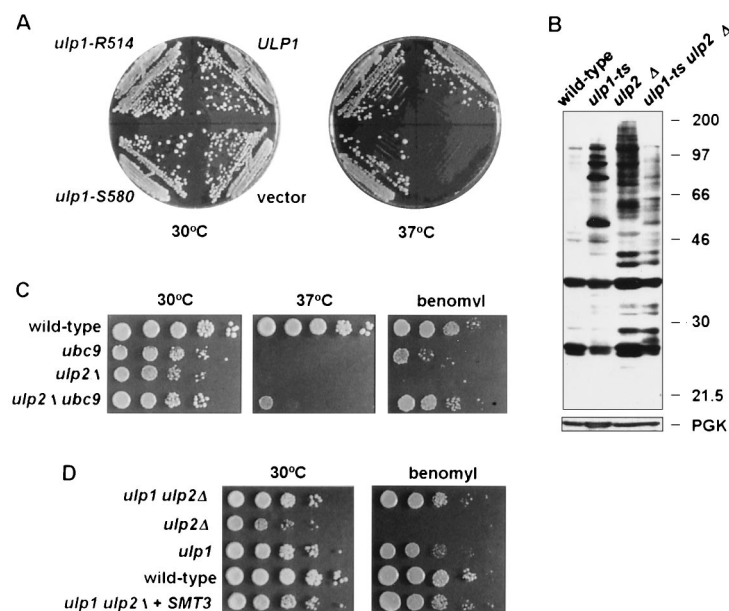 A
ulp1-R514
ULP1
ulp1-S580
vector
30°C
37°C
B
wild-type
ulp1-ts
ulp2 Δ
ulp1-ts ulp2 Δ
200
97
66
46
30
21.5
PGK
C
30°C
37°C
benomyl
wild-type
ubc9
ulp2\
ulp2\ ubc9
D
30°C
benomyl
ulp1 ulp2Δ
ulp2Δ
ulp1
wild-type
ulp1 ulp2\ + SMT3